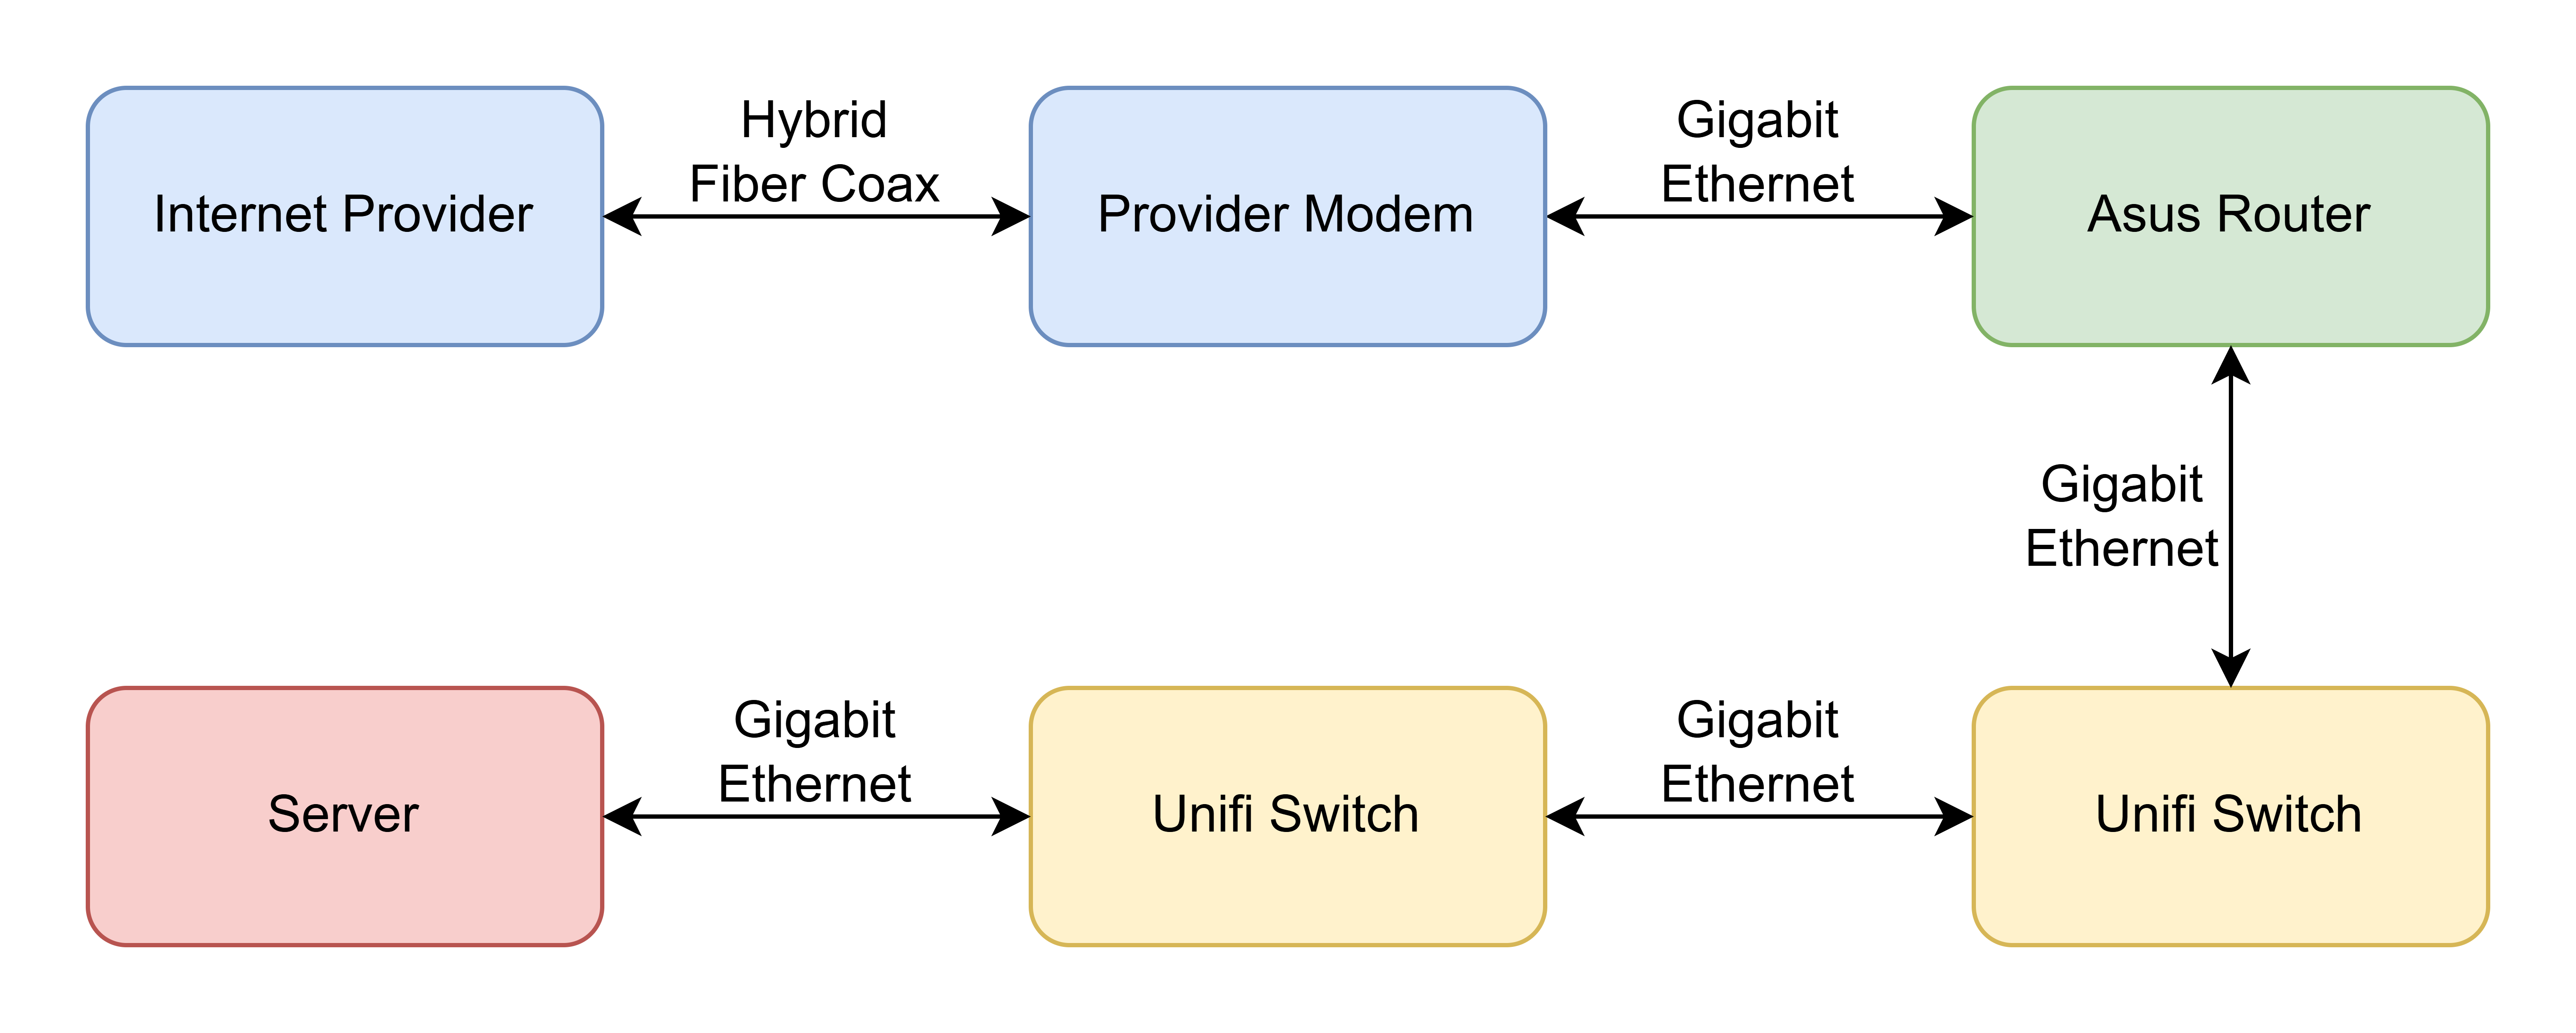 Internet Provider
Hybrid
Fiber Coax
Provider Modem
Gigabit
Ethernet
Asus Router
Gigabit
Ethernet
Server
Gigabit
Ethernet
Unifi Switch
Gigabit
Ethernet
Unifi Switch